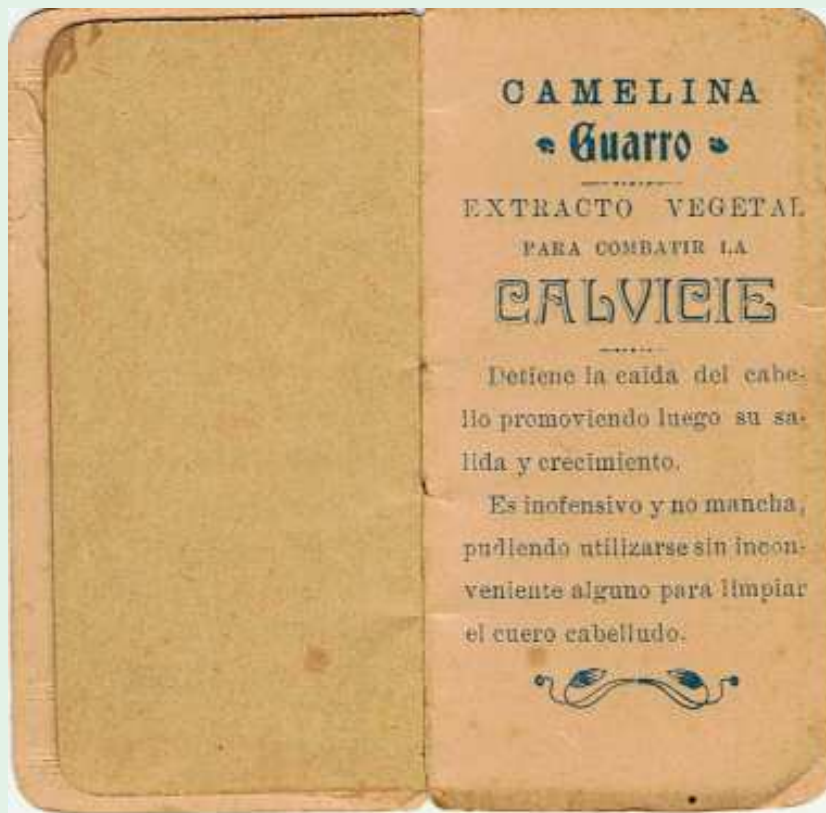 CAMELINA
Guarro
EXTRACTO VEGETAL
PARA COMBATIR LA
CALVICIE
Detiene la caida del cabe-
llo promoviendo luego su sa-
lida y crecimiento.
Es inofensivo y no mancha,
pudiendo utilizarse sin incon-
veniente alguno para limpiar
el cuero cabelludo.